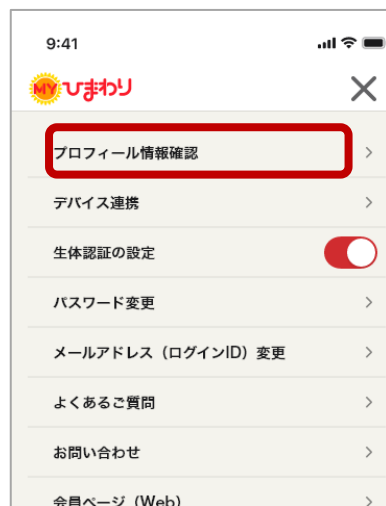 9:41
MYひまわり
プロフィール情報確認
デバイス連携
生体認証の設定
パスワード変更
メールアドレス（ログインID）変更
よくあるご質問
お問い合わせ
会員ページ（Web）